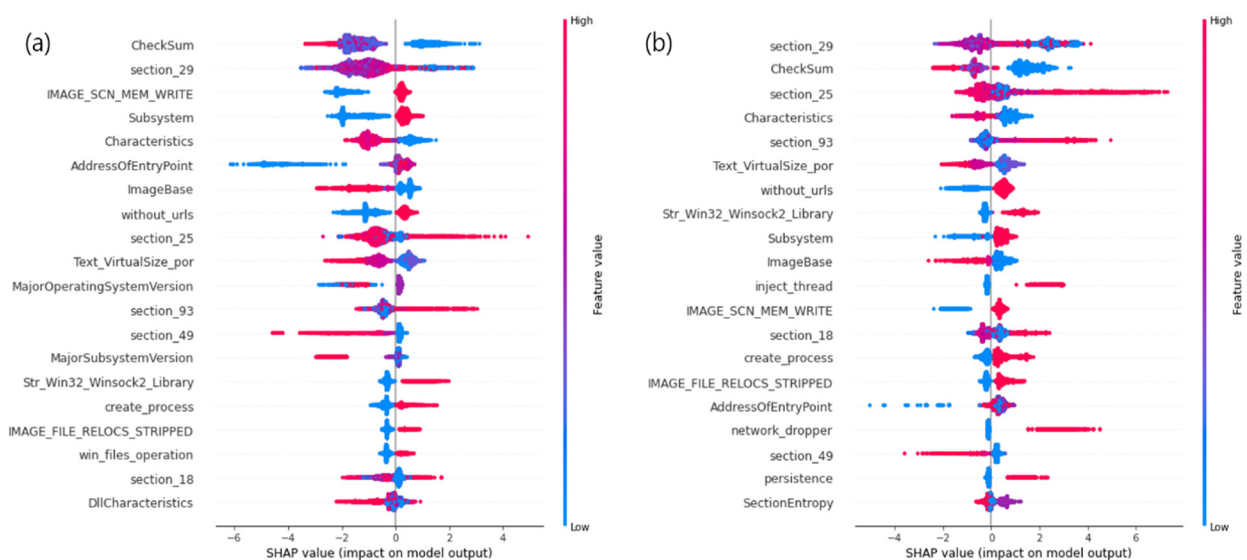 (a)
High
CheckSum
section_29
IMAGE_SCN_MEM_WRITE
Subsystem
Characteristics
AddressOfEntryPoint
ImageBase
without_urls
section_25
Text_VirtualSize_por
MajorOperatingSystemVersion
section_93
section_49
MajorSubsystemVersion
Str_Win32_Winsock2_Library
create_process
IMAGE_FILE_RELOCS_STRIPPED
win_files_operation
section_18
DllCharacteristics
Feature value
Low
−6 −4 −2 0 2 4
SHAP value (impact on model output)
(b)
High
section_29
CheckSum
section_25
Characteristics
section_93
Text_VirtualSize_por
without_urls
Str_Win32_Winsock2_Library
Subsystem
ImageBase
inject_thread
IMAGE_SCN_MEM_WRITE
section_18
create_process
IMAGE_FILE_RELOCS_STRIPPED
AddressOfEntryPoint
network_dropper
section_49
persistence
SectionEntropy
Feature value
Low
−4 −2 0 2 4 6
SHAP value (impact on model output)